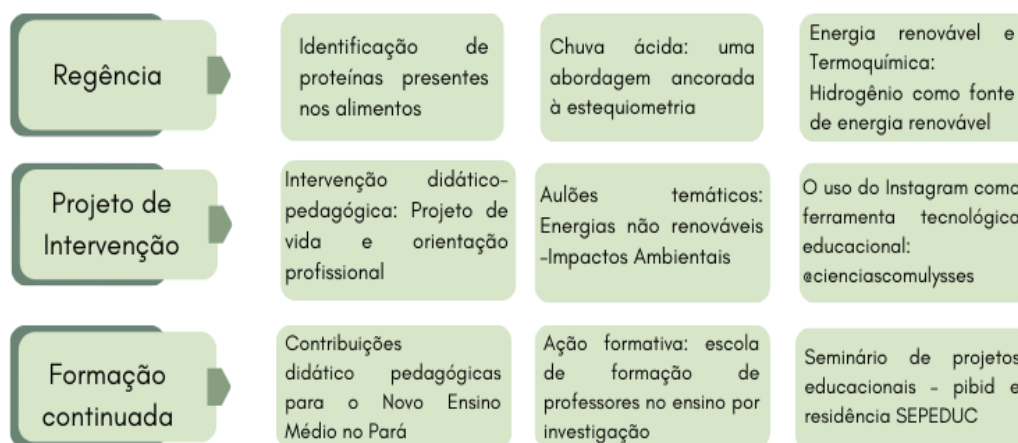 Regência
Identificação de
proteínas presentes
nos alimentos
Chuva ácida: uma
abordagem ancorada
à estequiometria
Energia renovável e
Termoquímica:
Hidrogênio como fonte
de energia renovável
Projeto de
Intervenção
Intervenção didático-
pedagógica: Projeto de
vida e orientação
profissional
Aulões temáticos:
Energias não renováveis
-Impactos Ambientais
O uso do Instagram como
ferramenta tecnológica
educacional:
@cienciascomulysses
Formação
continuada
Contribuições
didático pedagógicas
para o Novo Ensino
Médio no Pará
Ação formativa: escola
de formação de
professores no ensino por
investigação
Seminário de projetos
educacionais - pibid e
residência SEPEDUC